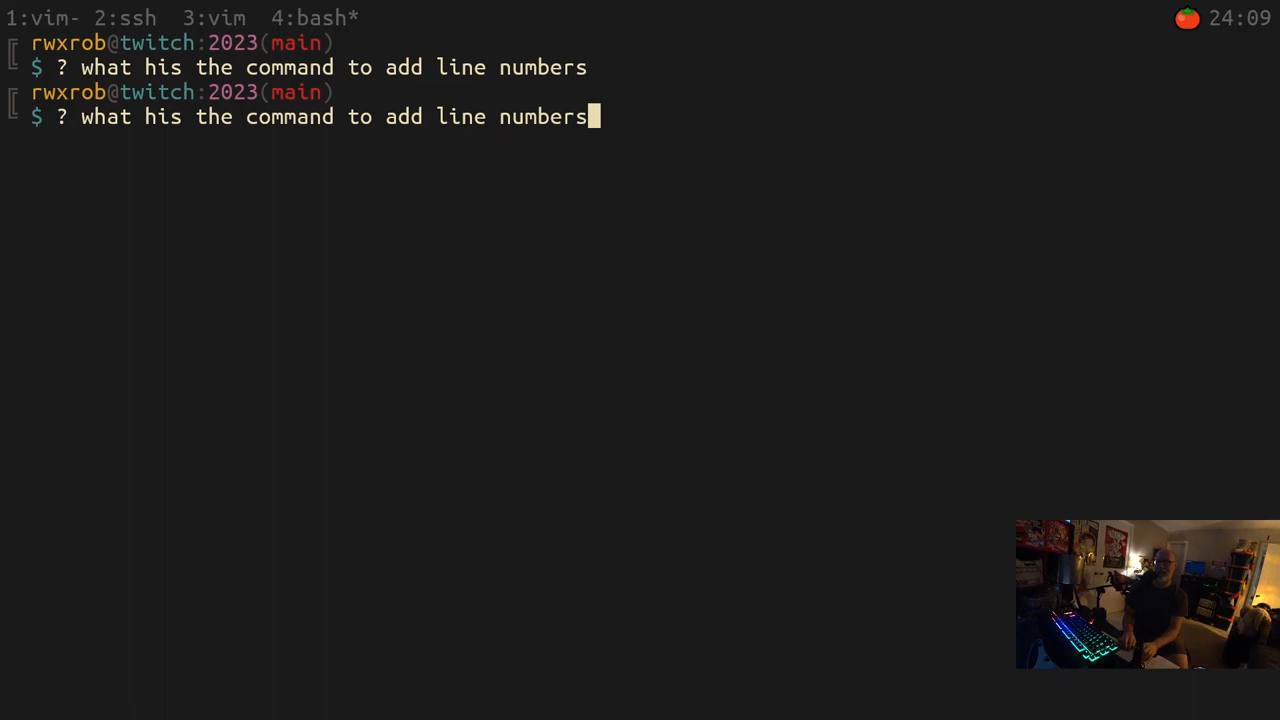 1:vim- 2:ssh 3:vim 4:bash* 🍅 24:09
rwxrob@twitch:2023(main)
$ ? what his the command to add line numbers
rwxrob@twitch:2023(main)
$ ? what his the command to add line numbers